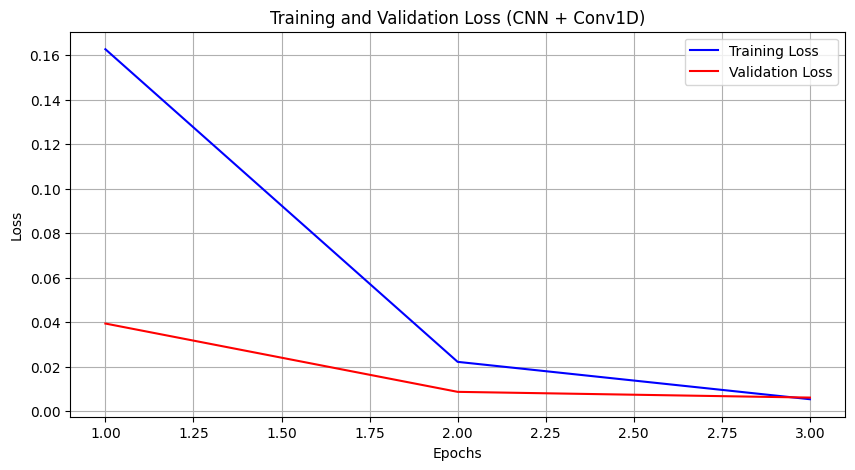 Training and Validation Loss (CNN + Conv1D)
Training Loss
Validation Loss
Loss
0.16
0.14
0.12
0.10
0.08
0.06
0.04
0.02
0.00
1.00 1.25 1.50 1.75 2.00 2.25 2.50 2.75 3.00
Epochs